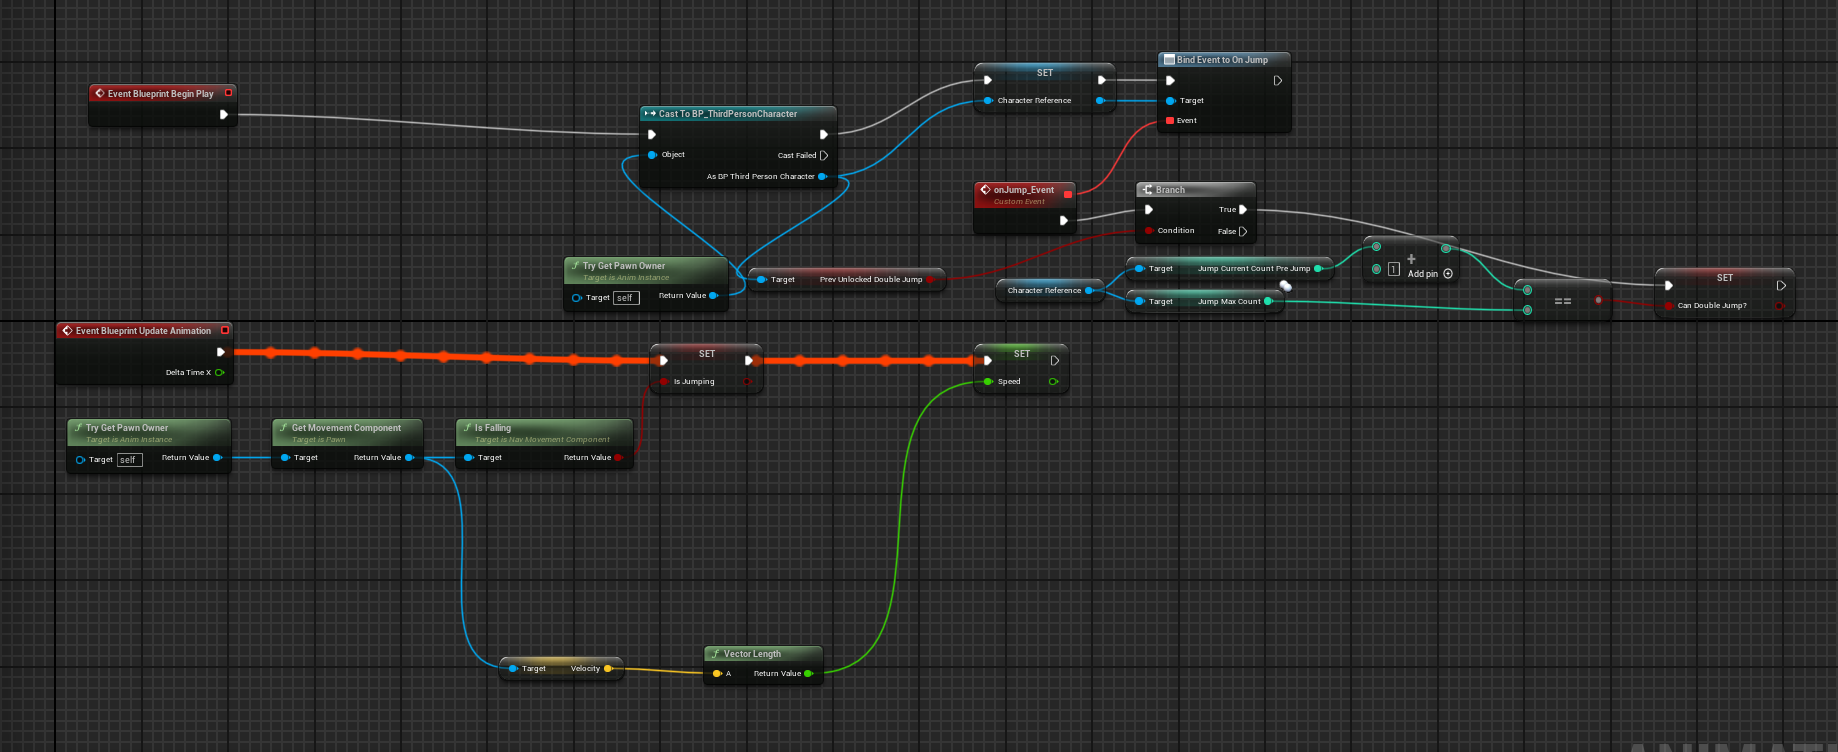 Event Blueprint Begin Play
Cast To BP_ThirdPersonCharacter
Object
Cast Failed
As BP Third Person Character
SET
Character Reference
Bind Event to On Jump
Target
Event
onJump_Event
Custom Event
Branch
True
Condition
False
Try Get Pawn Owner
Target is Anim Instance
Target
self
Return Value
Target
Prev Unlocked Double Jump
Character Reference
Target
Jump Current Count Pre Jump
Target
Jump Max Count
1
+
Add pin
==
SET
Can Double Jump?
Event Blueprint Update Animation
Delta Time X
SET
Is Jumping
SET
Speed
Try Get Pawn Owner
Target is Anim Instance
Target
self
Return Value
Get Movement Component
Target is Pawn
Target
Return Value
Is Falling
Target is Nav Movement Component
Target
Return Value
Target
Velocity
Vector Length
A
Return Value